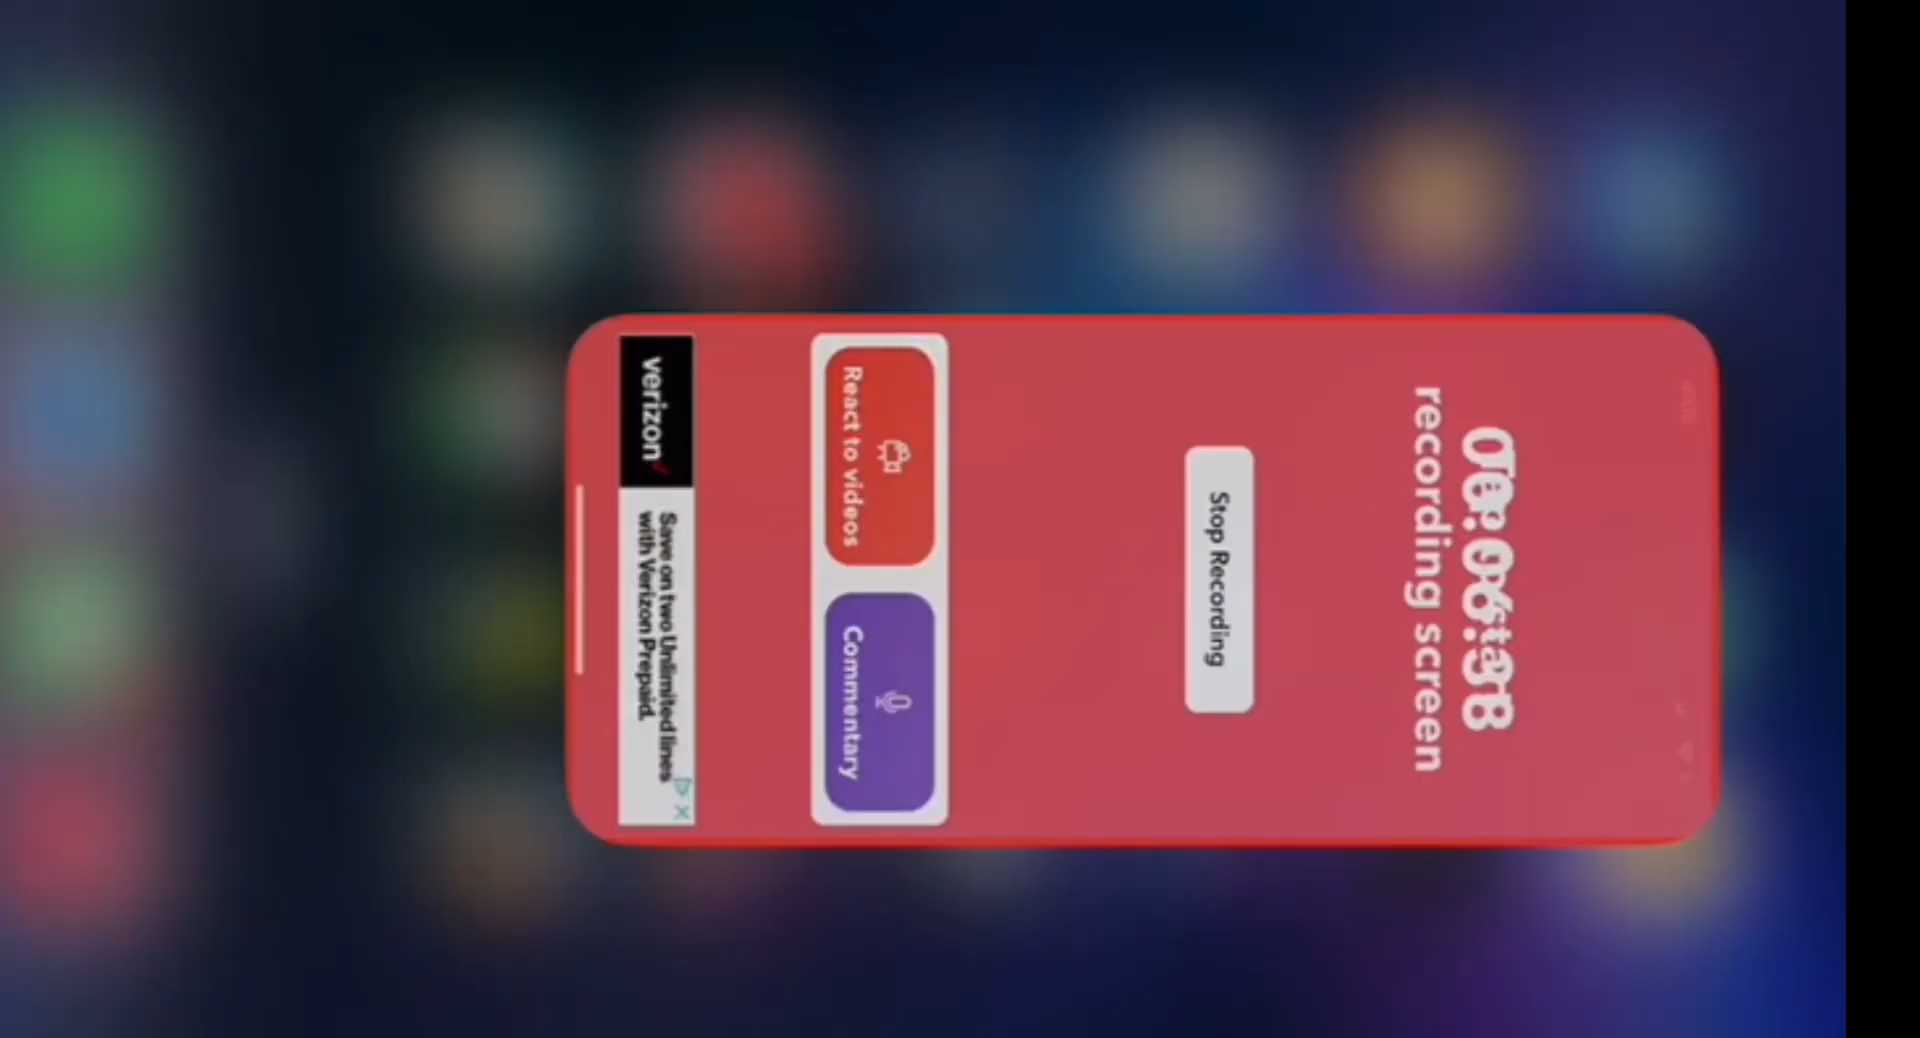 recording screen
Stop Recording
React to videos
Commentary
verizon
Save on two Unlimited lines
with Verizon Prepaid.